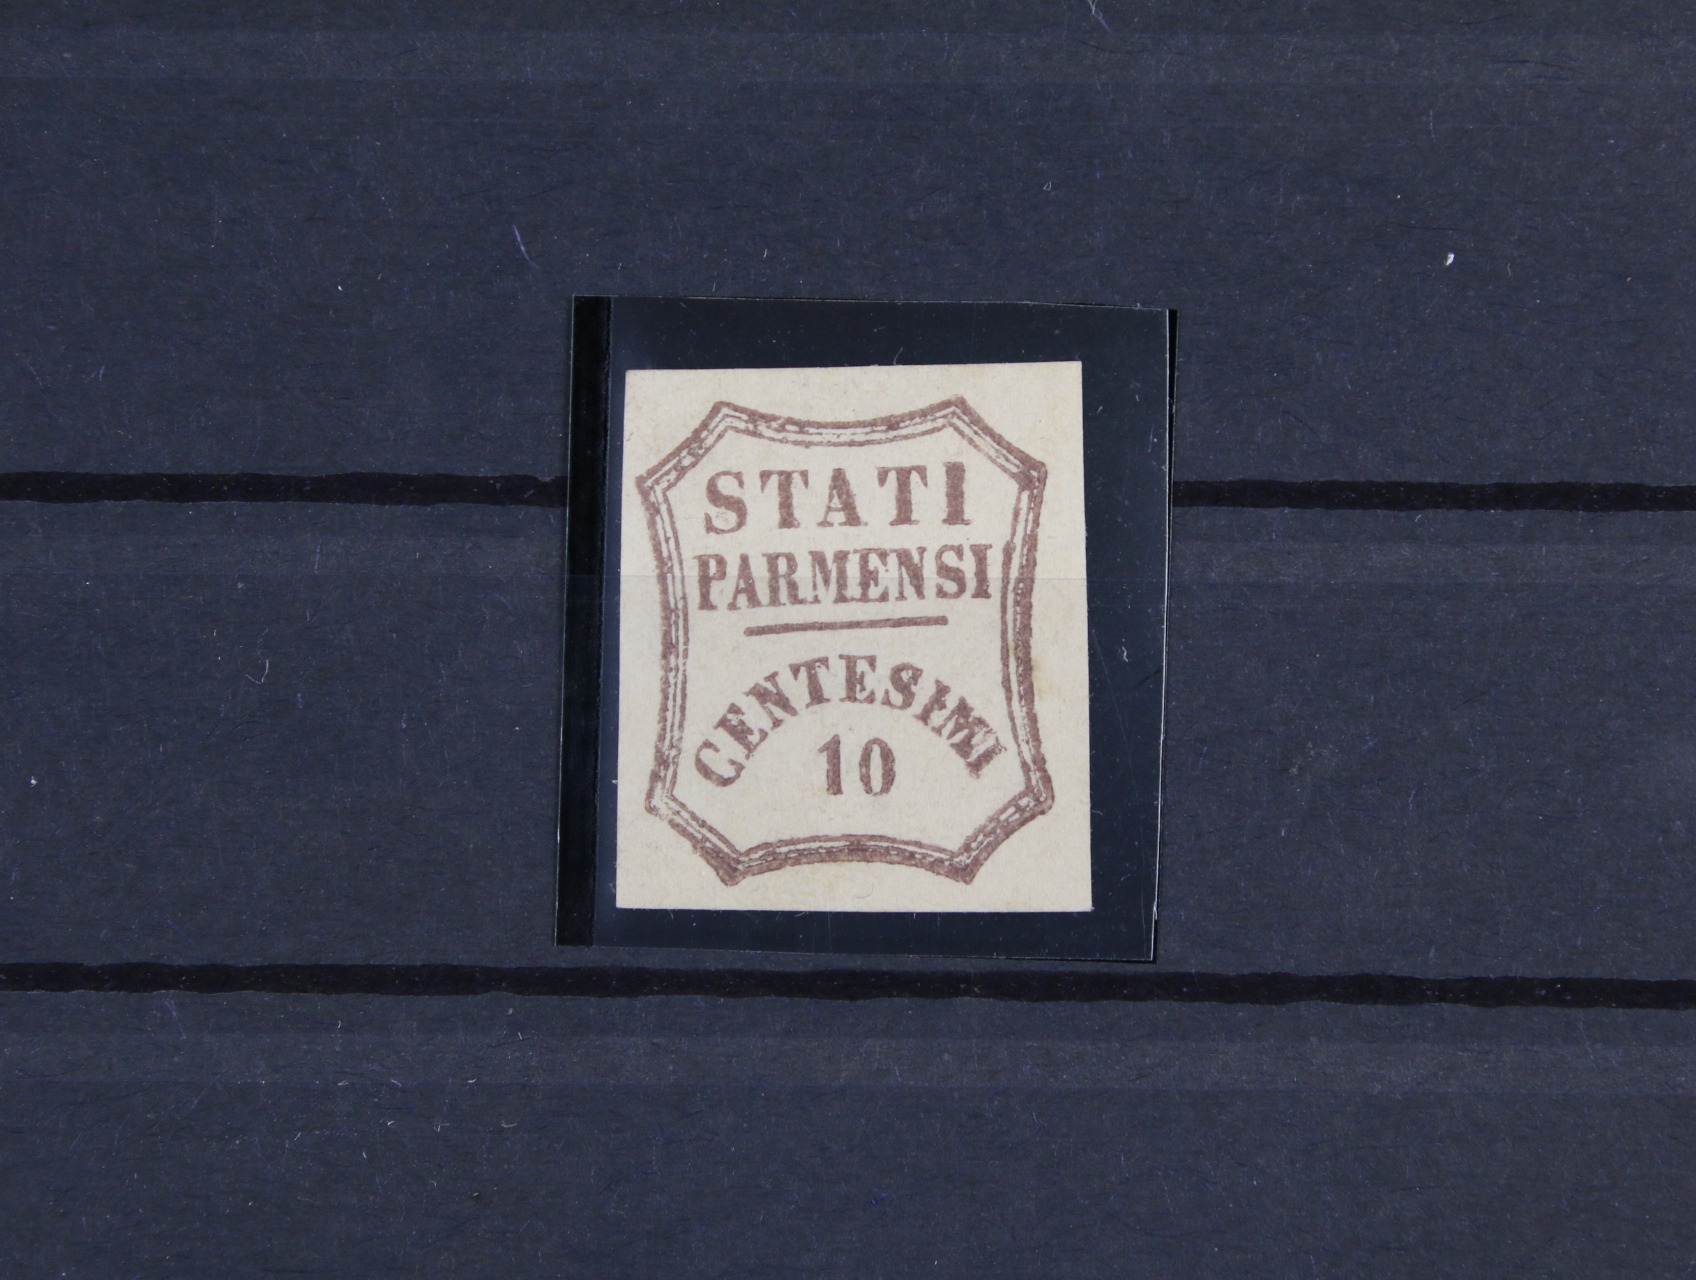 STATI
PARMENSI
CENTESIMI
10